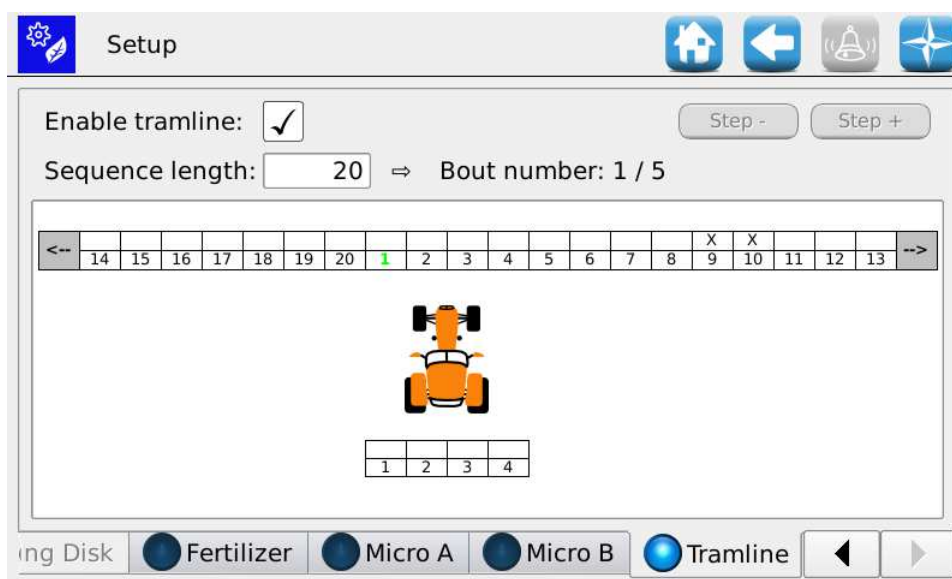 Setup
Enable tramline: ✓ Step - Step +
Sequence length: 20 ⇨ Bout number: 1 / 5
X X
<-- 14 15 16 17 18 19 20 1 2 3 4 5 6 7 8 9 10 11 12 13 -->
1 2 3 4
ing Disk Fertilizer Micro A Micro B Tramline